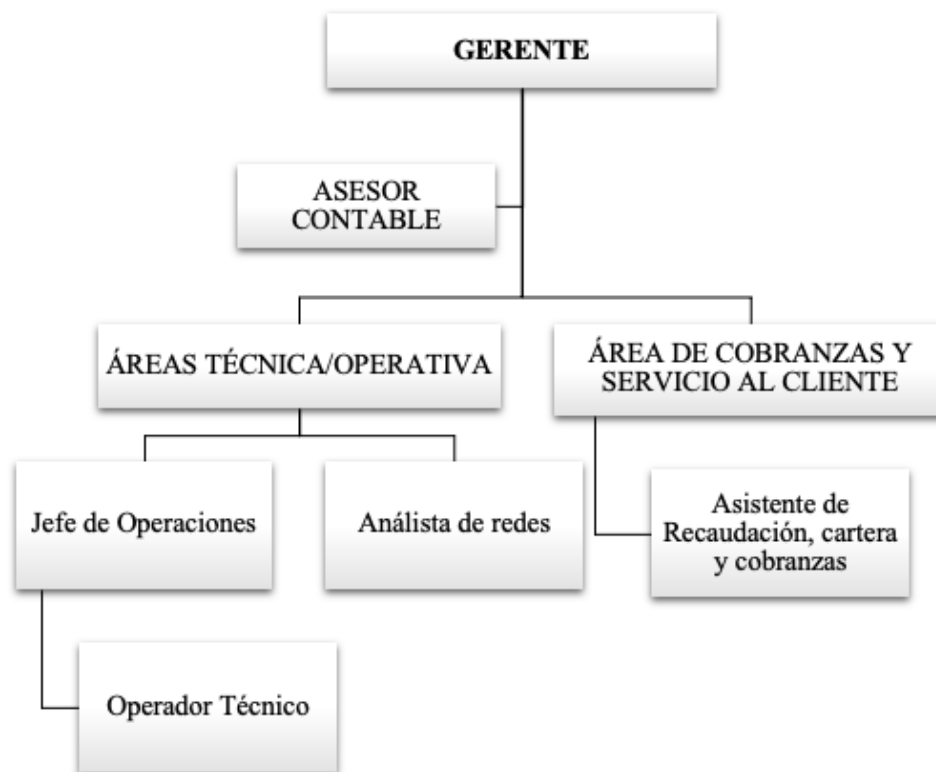 GERENTE
ASESOR
CONTABLE
ÁREAS TÉCNICA/OPERATIVA
ÁREA DE COBRANZAS Y
SERVICIO AL CLIENTE
Jefe de Operaciones
Análista de redes
Asistente de
Recaudación, cartera
y cobranzas
Operador Técnico